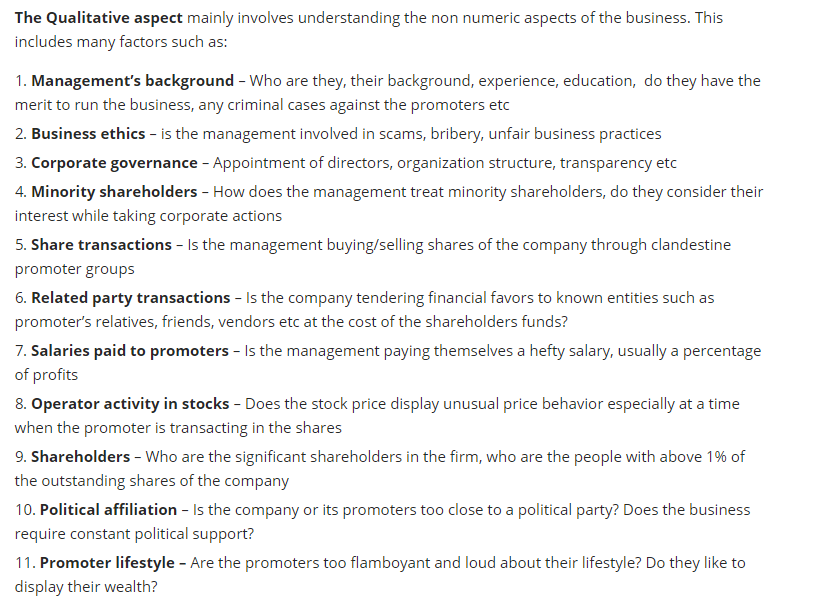 The Qualitative aspect mainly involves understanding the non numeric aspects of the business. This
includes many factors such as:
1. Management’s background – Who are they, their background, experience, education,  do they have the
merit to run the business, any criminal cases against the promoters etc
2. Business ethics – is the management involved in scams, bribery, unfair business practices
3. Corporate governance – Appointment of directors, organization structure, transparency etc
4. Minority shareholders – How does the management treat minority shareholders, do they consider their
interest while taking corporate actions
5. Share transactions – Is the management buying/selling shares of the company through clandestine
promoter groups
6. Related party transactions – Is the company tendering financial favors to known entities such as
promoter’s relatives, friends, vendors etc at the cost of the shareholders funds?
7. Salaries paid to promoters – Is the management paying themselves a hefty salary, usually a percentage
of profits
8. Operator activity in stocks – Does the stock price display unusual price behavior especially at a time
when the promoter is transacting in the shares
9. Shareholders – Who are the significant shareholders in the firm, who are the people with above 1% of
the outstanding shares of the company
10. Political affiliation – Is the company or its promoters too close to a political party? Does the business
require constant political support?
11. Promoter lifestyle – Are the promoters too flamboyant and loud about their lifestyle? Do they like to
display their wealth?